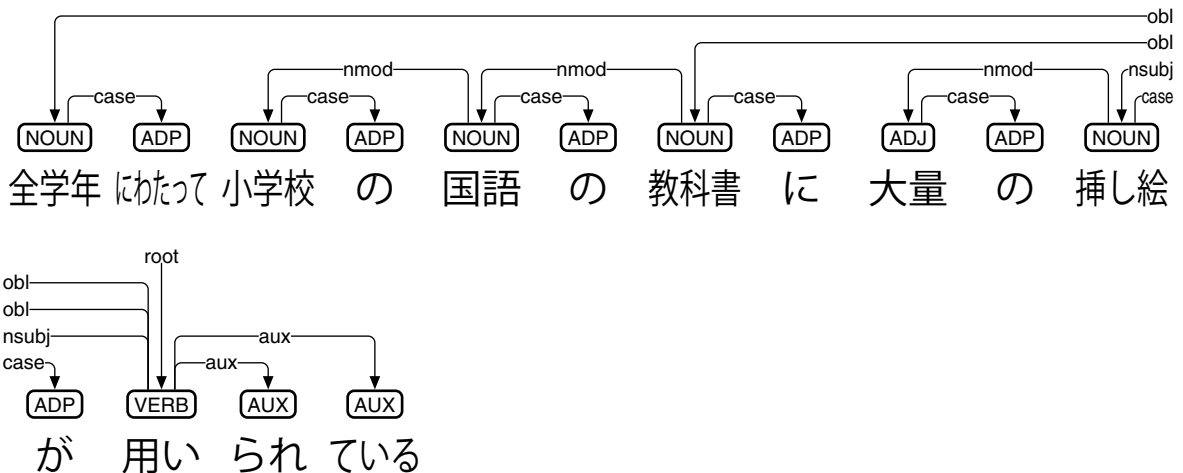 obl
obl
nmod nmod nmod nsubj
case case case case case case
NOUN ADP NOUN ADP NOUN ADP NOUN ADP ADJ ADP NOUN
全学年 にわたって 小学校 の 国語 の 教科書 に 大量 の 挿し絵
root
obl
obl
nsubj aux
case aux
ADP VERB AUX AUX
が 用い られ ている